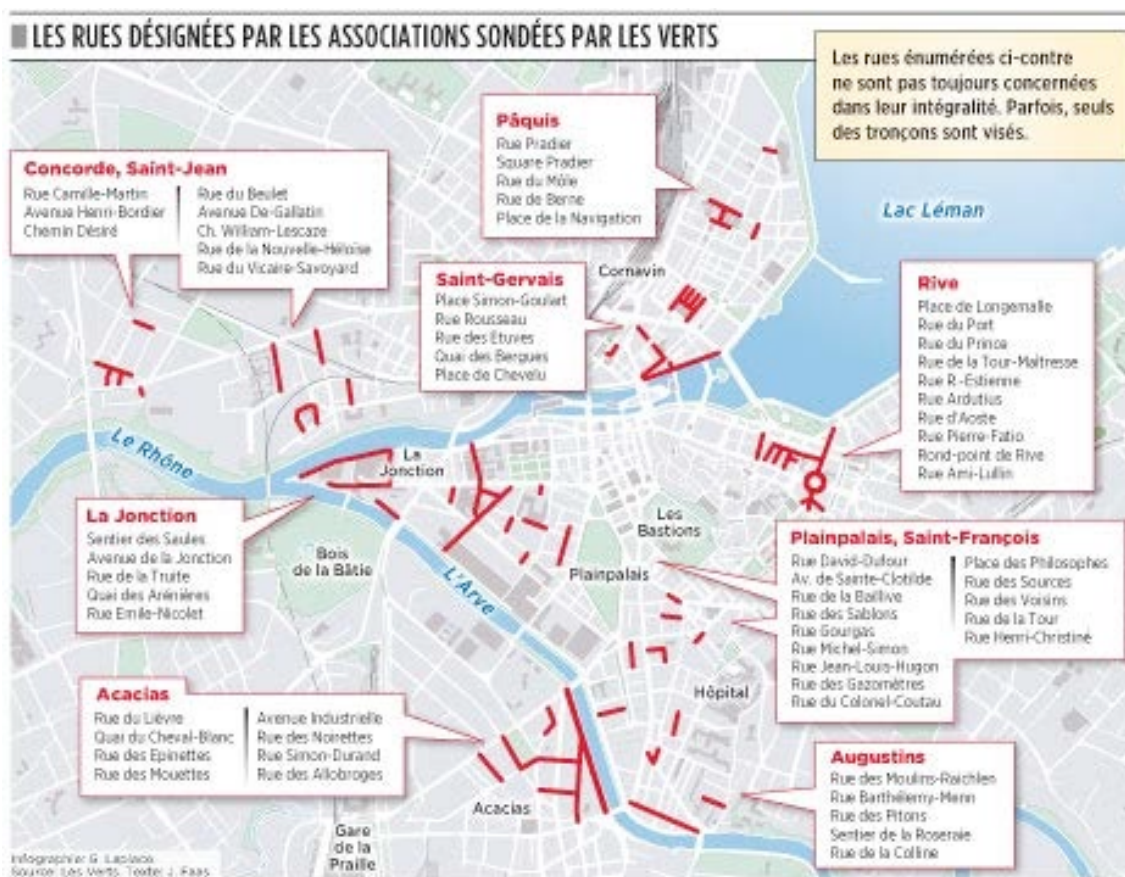 LES RUES DÉSIGNÉES PAR LES ASSOCIATIONS SONDÉES PAR LES VERTS
Les rues énumérées ci-contre
ne sont pas toujours concernées
dans leur intégralité. Parfois, seuls
des tronçons sont visés.
Concorde, Saint-Jean
Rue Camille-Martin
Avenue Henri-Bordier
Chemin Désiré
Rue du Beulet
Avenue De-Gallatin
Ch. William-Lescaze
Rue de la Nouvelle-Héloïse
Rue du Vicaire-Savoyard
Pâquis
Rue Pradier
Square Pradier
Rue du Môle
Rue de Berne
Place de la Navigation
Lac Léman
Cornavin
Saint-Gervais
Place Simon-Goulart
Rue Rousseau
Rue des Etuves
Quai des Bergues
Place de Chevelu
Rive
Place de Longemalle
Rue du Port
Rue du Prince
Rue de la Tour-Maîtresse
Rue R.-Estienne
Rue Ardutius
Rue d'Aoste
Rue Pierre-Fatio
Rond-point de Rive
Rue Ami-Lullin
Le Rhône
La
Jonction
La Jonction
Sentier des Saules
Avenue de la Jonction
Rue de la Truite
Quai des Arénières
Rue Emile-Nicolet
Bois
de la Bâtie
L'Arve
Les
Bastions
Plainpalais
Plainpalais, Saint-François
Rue David-Dufour
Av. de Sainte-Clotilde
Rue de la Baillive
Rue des Sablons
Rue Gourgas
Rue Michel-Simon
Rue Jean-Louis-Hugon
Rue des Gazomètres
Rue du Colonel-Coutau
Place des Philosophes
Rue des Sources
Rue des Voisins
Rue de la Tour
Rue Henri-Christiné
Hôpital
Acacias
Rue du Lièvre
Quai du Cheval-Blanc
Rue des Epinettes
Rue des Mouettes
Avenue Industrielle
Rue des Noirettes
Rue Simon-Durand
Rue des Allobroges
Acacias
Gare
de la
Praille
Augustins
Rue des Moulins-Raichlen
Rue Barthélemy-Menn
Rue des Pitons
Sentier de la Roseraie
Rue de la Colline
Infographie: G. Laplace.
Source: Les Verts. Texte: J. Faas